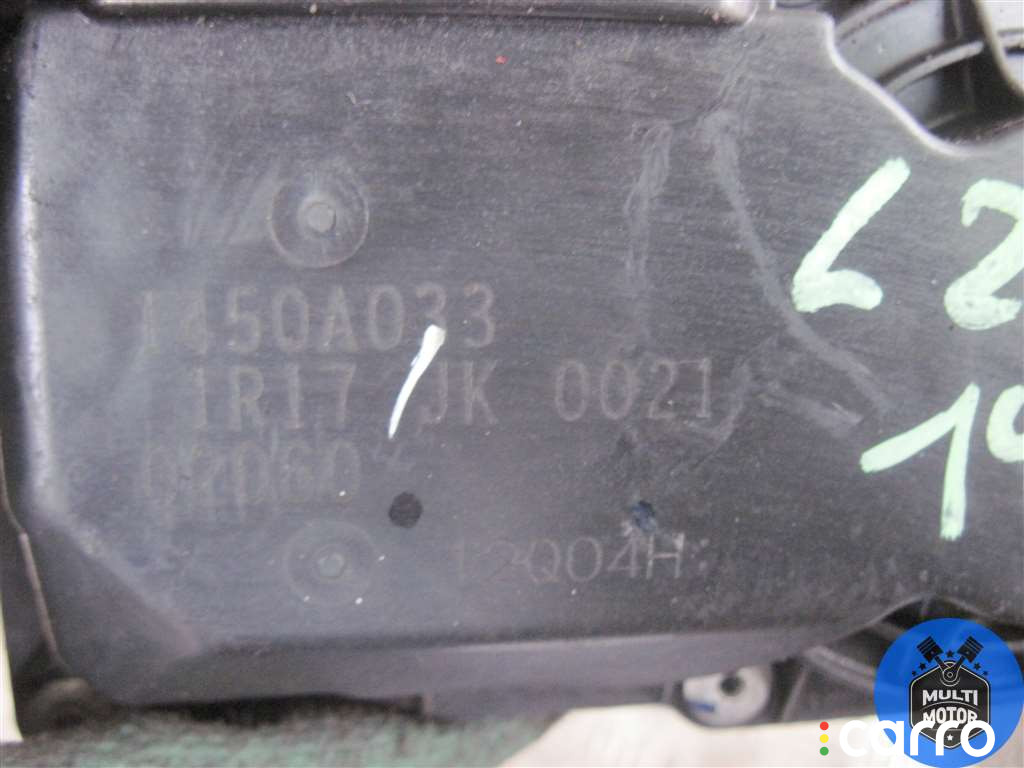 1450A033
1R17 JK 0021
12Q04H
L2
MULTI
MOTOR
carro